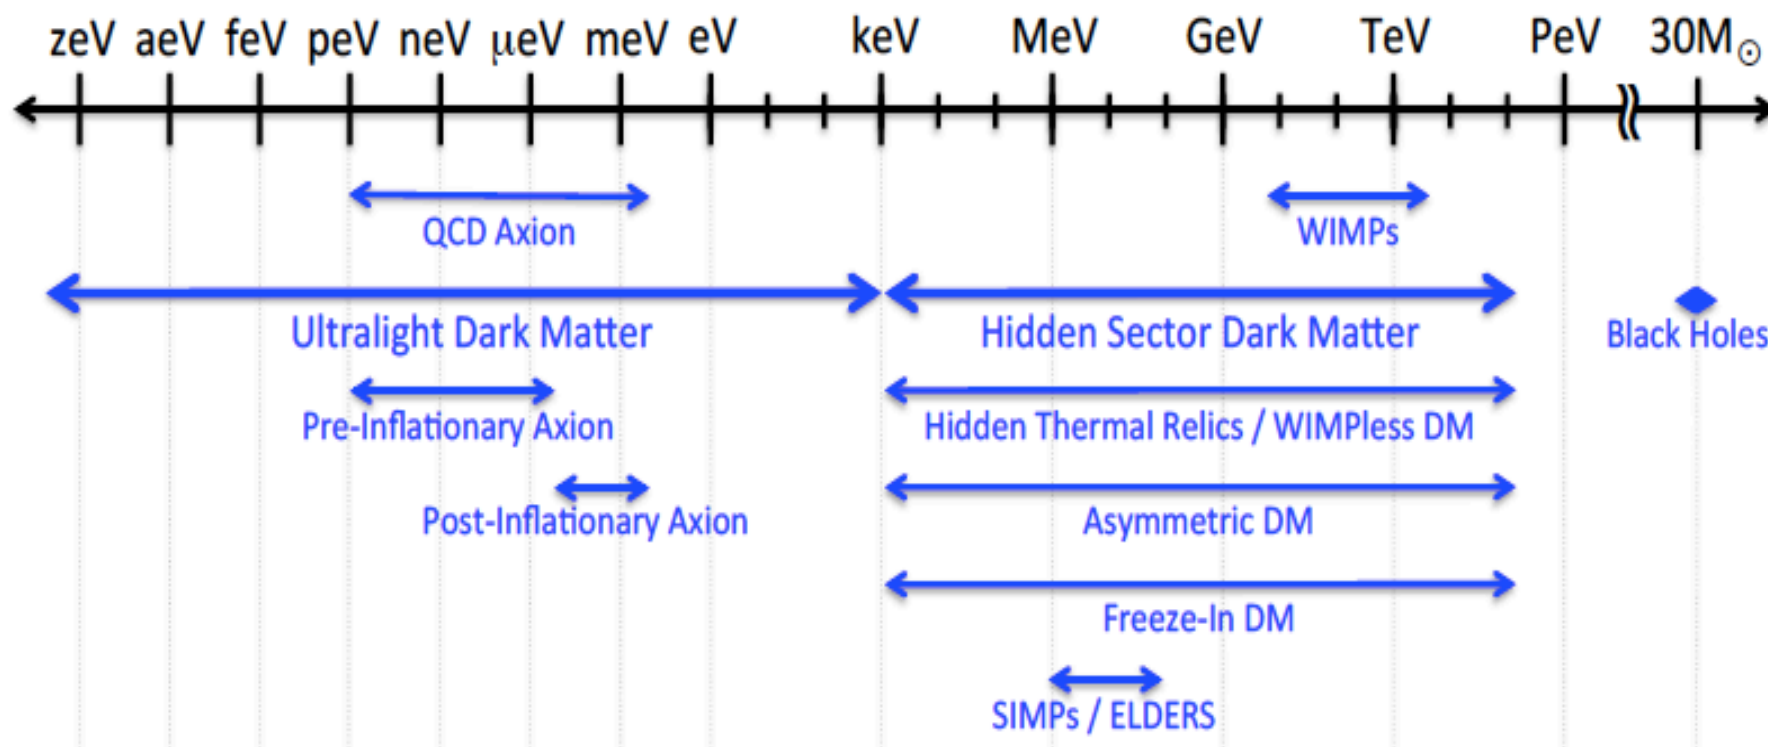 zeV aeV feV peV neV μeV meV eV keV MeV GeV TeV PeV 30M☉
QCD Axion WIMPs
Ultralight Dark Matter Hidden Sector Dark Matter Black Holes
Pre-Inflationary Axion Hidden Thermal Relics / WIMPless DM
Post-Inflationary Axion Asymmetric DM
Freeze-In DM
SIMPs / ELDERS